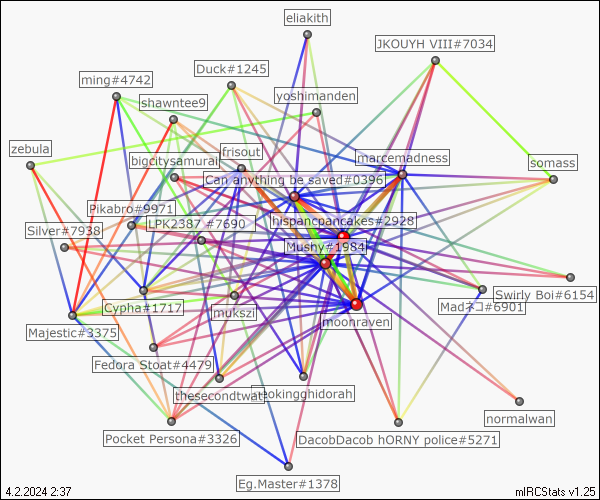 eliakith
JKOUYH VIII#7034
Duck#1245
ming#4742
yoshimanden
shawntee9
zebula
frisout
marcemadness
bigcitysamurai
somass
Can anything be saved#0396
Pikabro#9971
hispanopancakes#2928
LPK2387 #7690
Silver#7938
Mushy#1984
Swirly Boi#6154
Cypha#1717
mukszi
Madネコ#6901
moonraven
Majestic#3375
Fedora Stoat#4479
thesecondtwat
neokingghidorah
normalwan
Pocket Persona#3326
DacobDacob hORNY police#5271
Eg.Master#1378
4.2.2024 2:37
mIRCStats v1.25